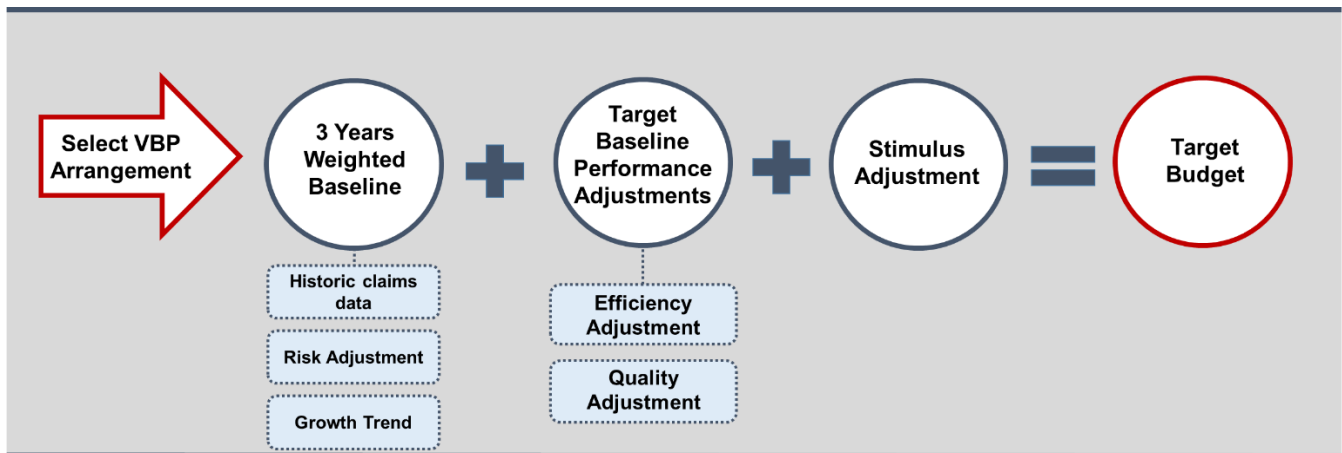 Select VBP
Arrangement
3 Years
Weighted
Baseline
Target
Baseline
Performance
Adjustments
Stimulus
Adjustment
Target
Budget
Historic claims
data
Risk Adjustment
Growth Trend
Efficiency
Adjustment
Quality
Adjustment